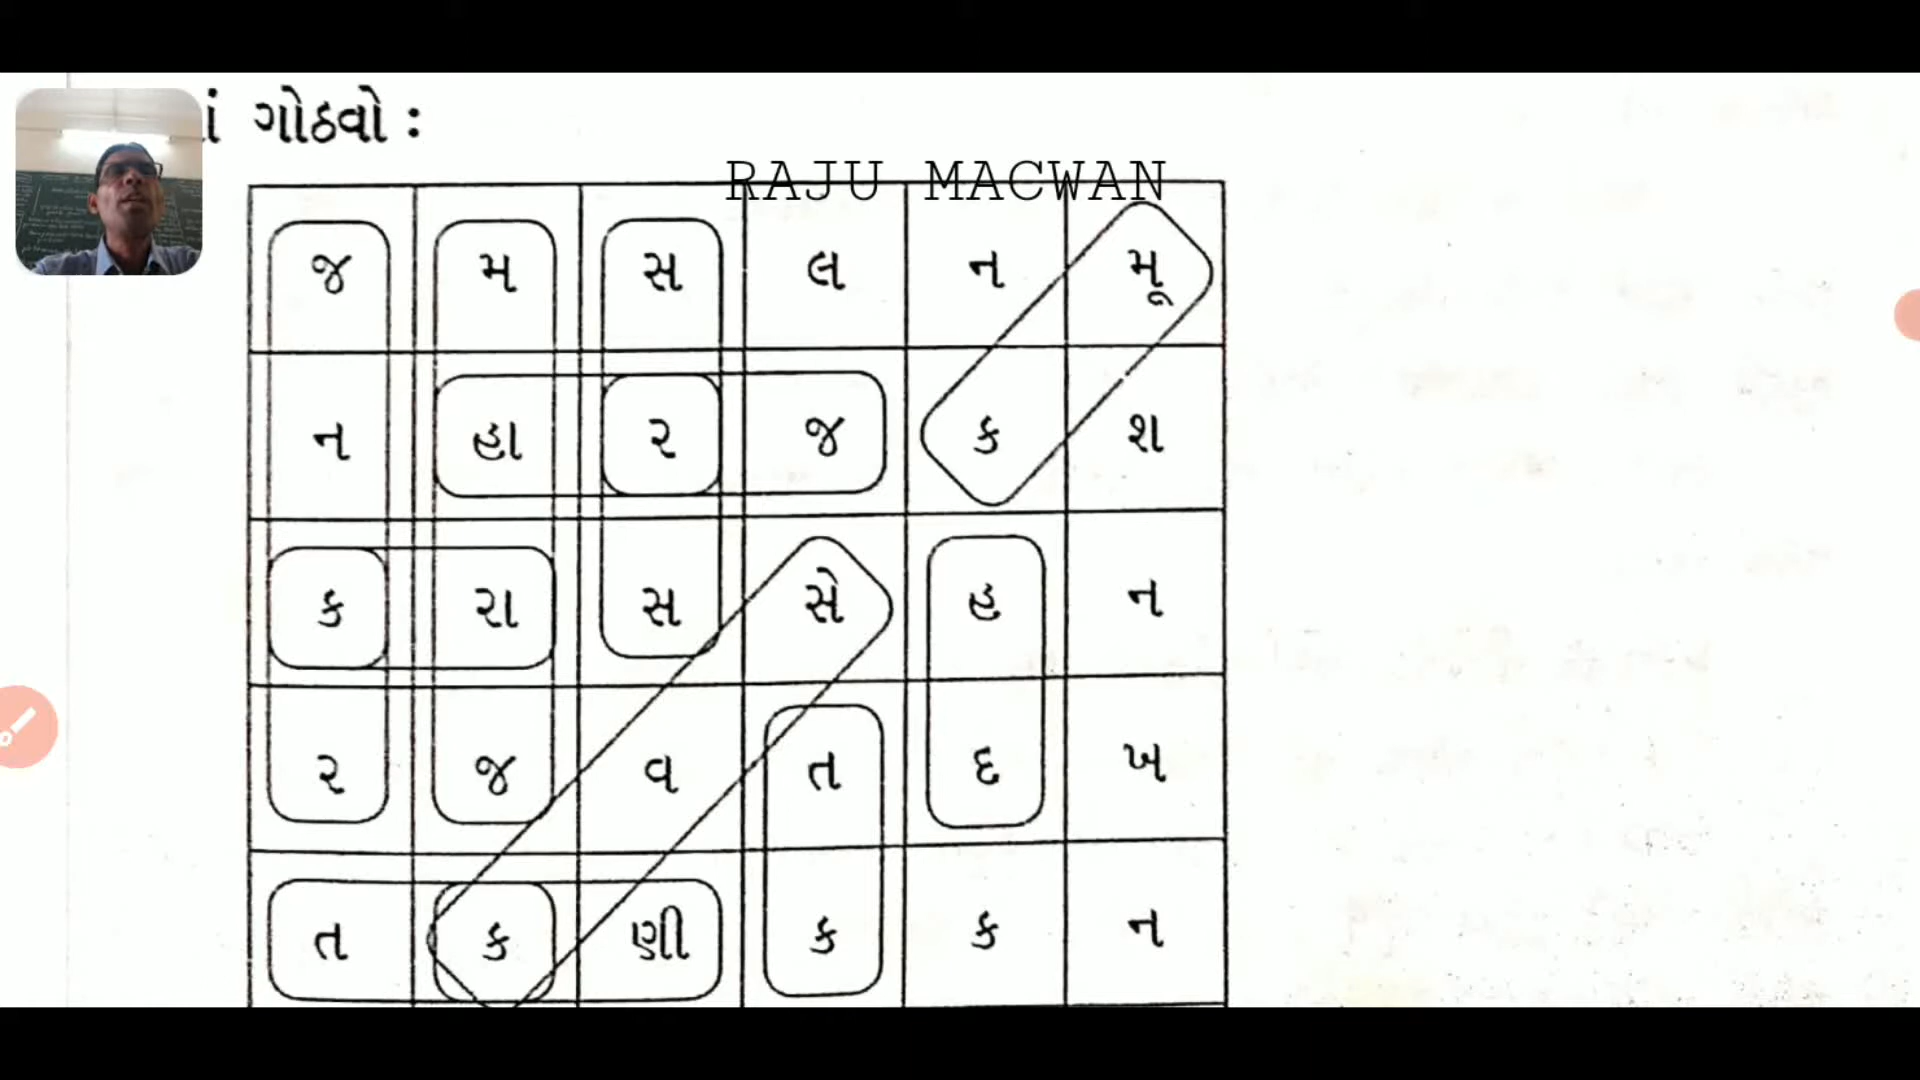 ગોઠવો :
RAJU MACWAN
જ મ સ લ ન મૂ
ન હા ર જ ક શ
ક રા સ સે હ ન
ર જ વ ત દ ખ
ત ક ણી ક ક ન